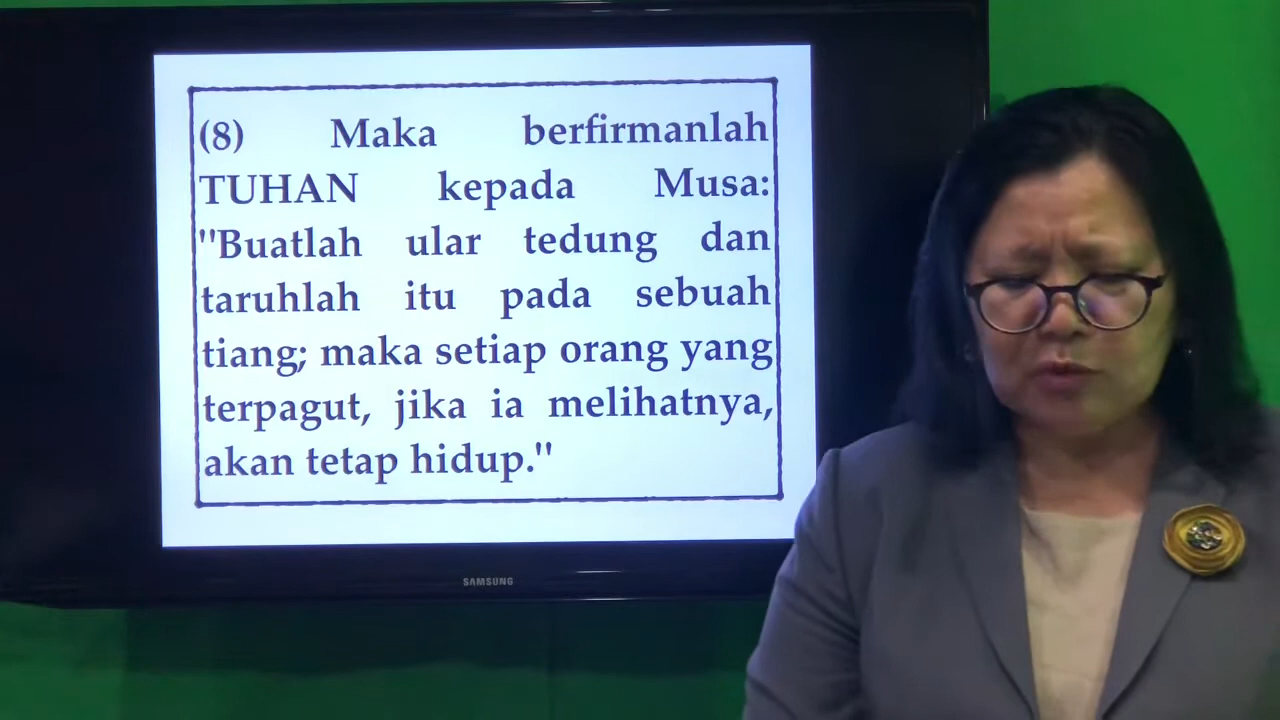 (8) Maka berfirmanlah
TUHAN kepada Musa:
"Buatlah ular tedung dan
taruhlah itu pada sebuah
tiang; maka setiap orang yang
terpagut, jika ia melihatnya,
akan tetap hidup."
SAMSUNG